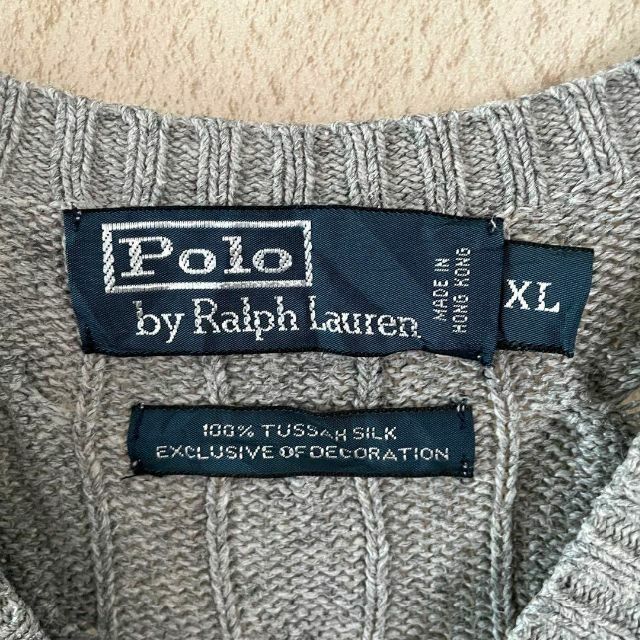 Polo
by Ralph Lauren
MADE IN
HONG KONG
XL
100% TUSSAH SILK
EXCLUSIVE OF DECORATION